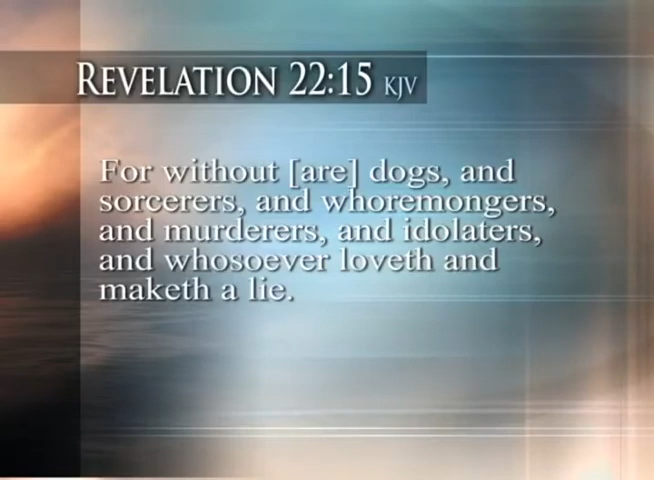 REVELATION 22:15 KJV
For without [are] dogs, and
sorcerers, and whoremongers,
and murderers, and idolaters,
and whosoever loveth and
maketh a lie.